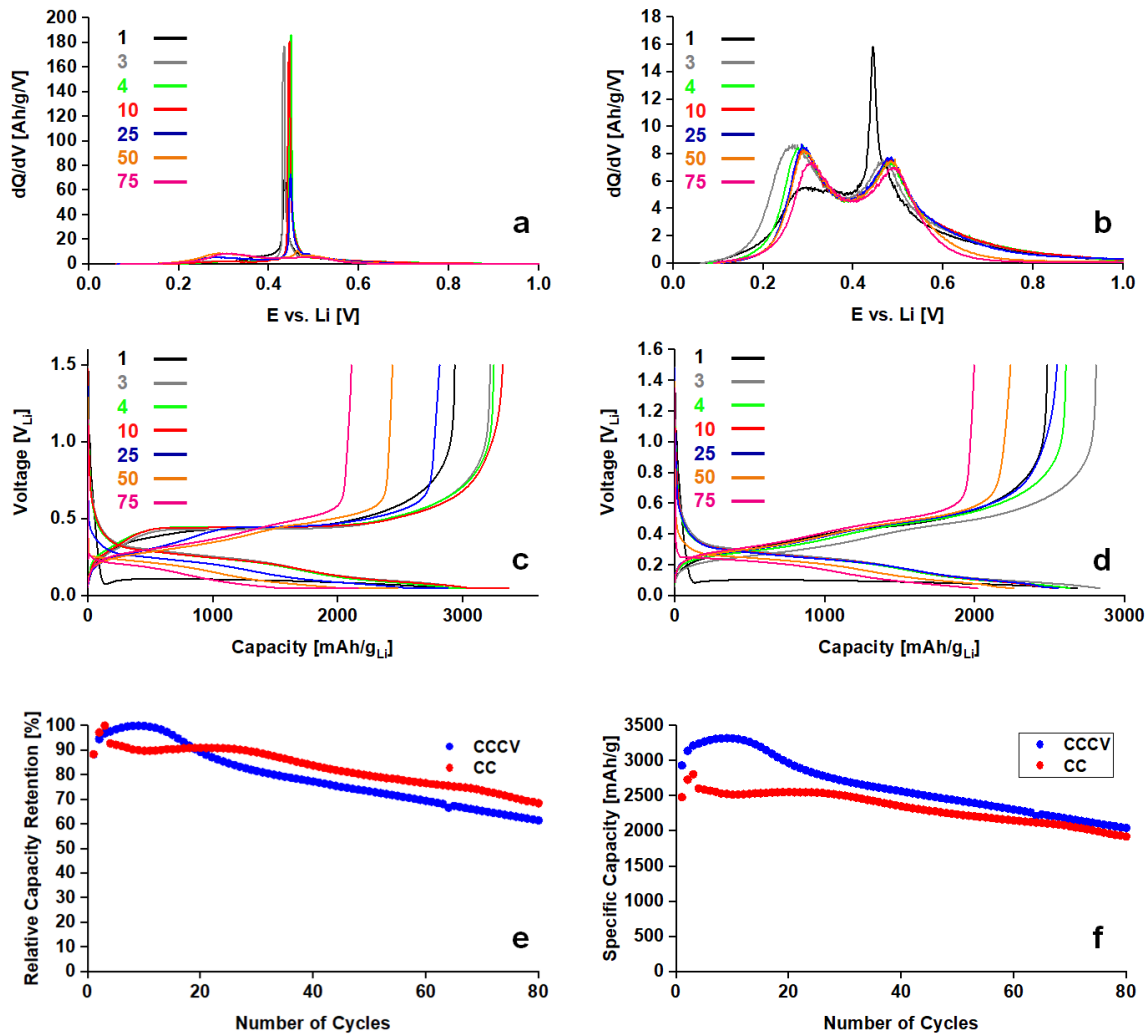 200
180
160
140
120
100
80
60
40
20
0
dQ/dV [Ah/g/V]
1
3
4
10
25
50
75
a
0.0 0.2 0.4 0.6 0.8 1.0
E vs. Li [V]
18
16
14
12
10
8
6
4
2
0
dQ/dV [Ah/g/V]
1
3
4
10
25
50
75
b
0.0 0.2 0.4 0.6 0.8 1.0
E vs. Li [V]
1.5
1.0
0.5
0.0
Voltage [VLi]
1
3
4
10
25
50
75
c
0 1000 2000 3000
Capacity [mAh/gLi]
1.6
1.4
1.2
1.0
0.8
0.6
0.4
0.2
0.0
Voltage [VLi]
1
3
4
10
25
50
75
d
0 1000 2000 3000
Capacity [mAh/gLi]
100
90
80
70
60
50
40
30
20
10
0
Relative Capacity Retention [%]
CCCV
CC
e
0 20 40 60 80
Number of Cycles
3500
3000
2500
2000
1500
1000
500
0
Specific Capacity [mAh/g]
CCCV
CC
f
0 20 40 60 80
Number of Cycles